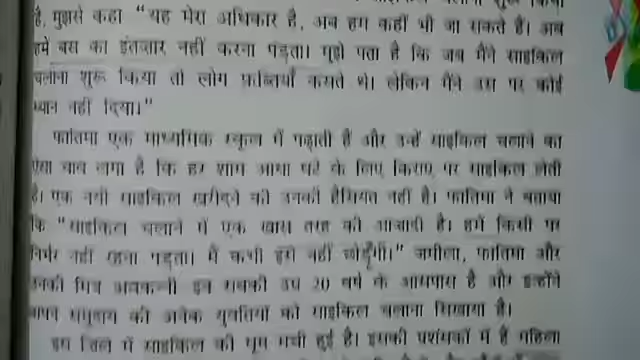 है, मुझसे कहा "यह मेरा अधिकार है, अब हम कहीं भी जा सकते हैं। अब
हमें बस का इंतज़ार नहीं करना पड़ता। मुझे पता है कि जब मैंने साइकिल
चलाना शुरू किया तो लोग फ़ब्तियाँ कसते थे। लेकिन मैंने उस पर कोई
ध्यान नहीं दिया।"
फातिमा एक माध्यमिक स्कूल में पढ़ाती हैं और उन्हें साइकिल चलाने का
ऐसा चाव लगा है कि हर शाम आधा घंटे के लिए किराए पर साइकिल लेती
हैं। एक नयी साइकिल खरीदने की उनकी हैसियत नहीं है। फातिमा ने बताया
कि "साइकिल चलाने में एक खास तरह की आजादी है। हमें किसी पर
निर्भर नहीं रहना पड़ता। मैं कभी इसे नहीं छोड़ूँगी।" जमीला, फातिमा और
उनकी मित्र अवकन्नी इन सबकी उम्र 20 वर्ष के आसपास है और इन्होंने
अपने समुदाय की अनेक युवतियों को साइकिल चलाना सिखाया है।
इस जिले में साइकिल की धूम मची हुई है। इसकी प्रशंसकों में हैं महिला